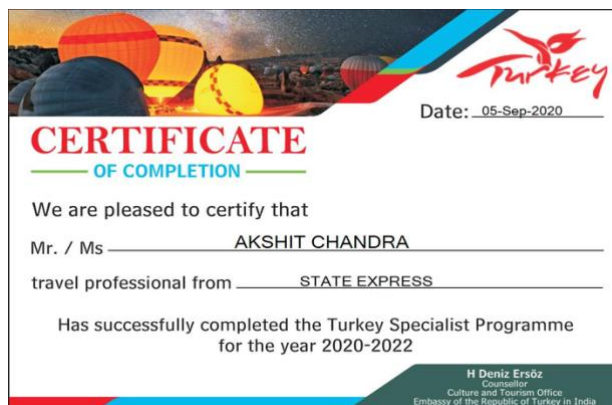 Turkey
Date: 05-Sep-2020
CERTIFICATE
OF COMPLETION
We are pleased to certify that
Mr. / Ms AKSHIT CHANDRA
travel professional from STATE EXPRESS
Has successfully completed the Turkey Specialist Programme
for the year 2020-2022
H Deniz Ersöz
Counsellor
Culture and Tourism Office
Embassy of the Republic of Turkey in India